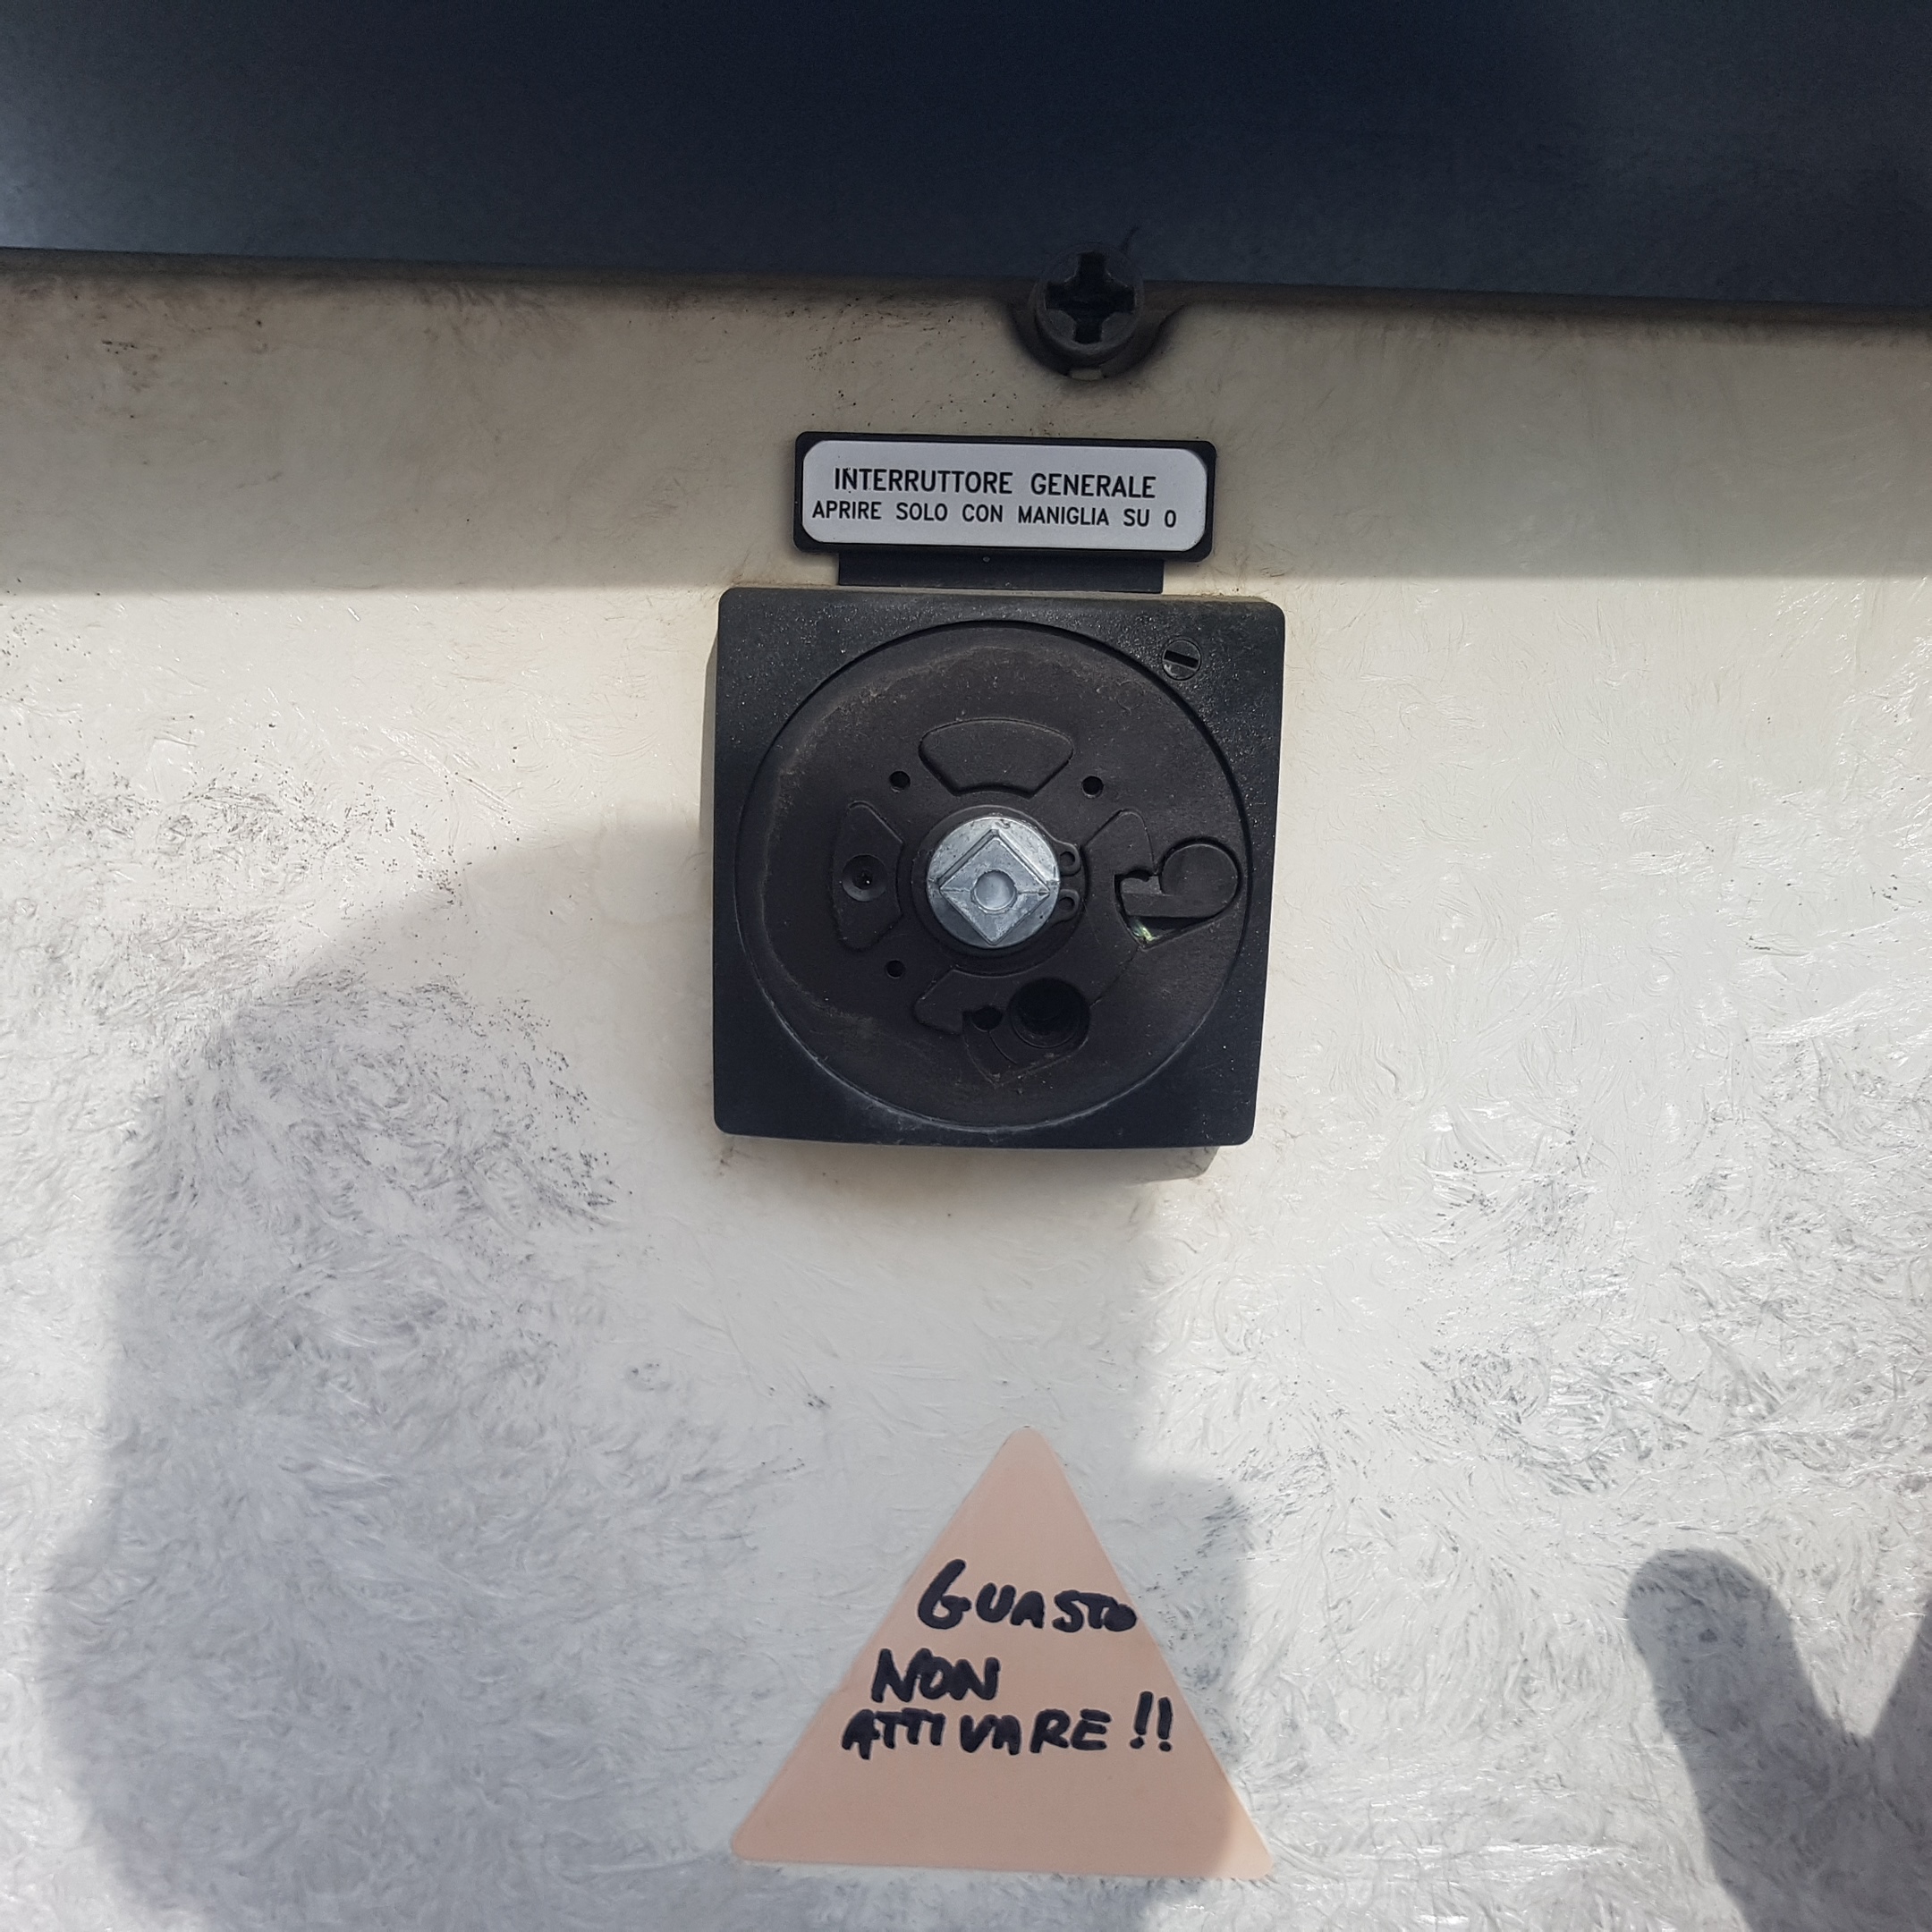 INTERRUTTORE GENERALE
APRIRE SOLO CON MANIGLIA SU 0
GUASTO
NON
ATTIVARE !!